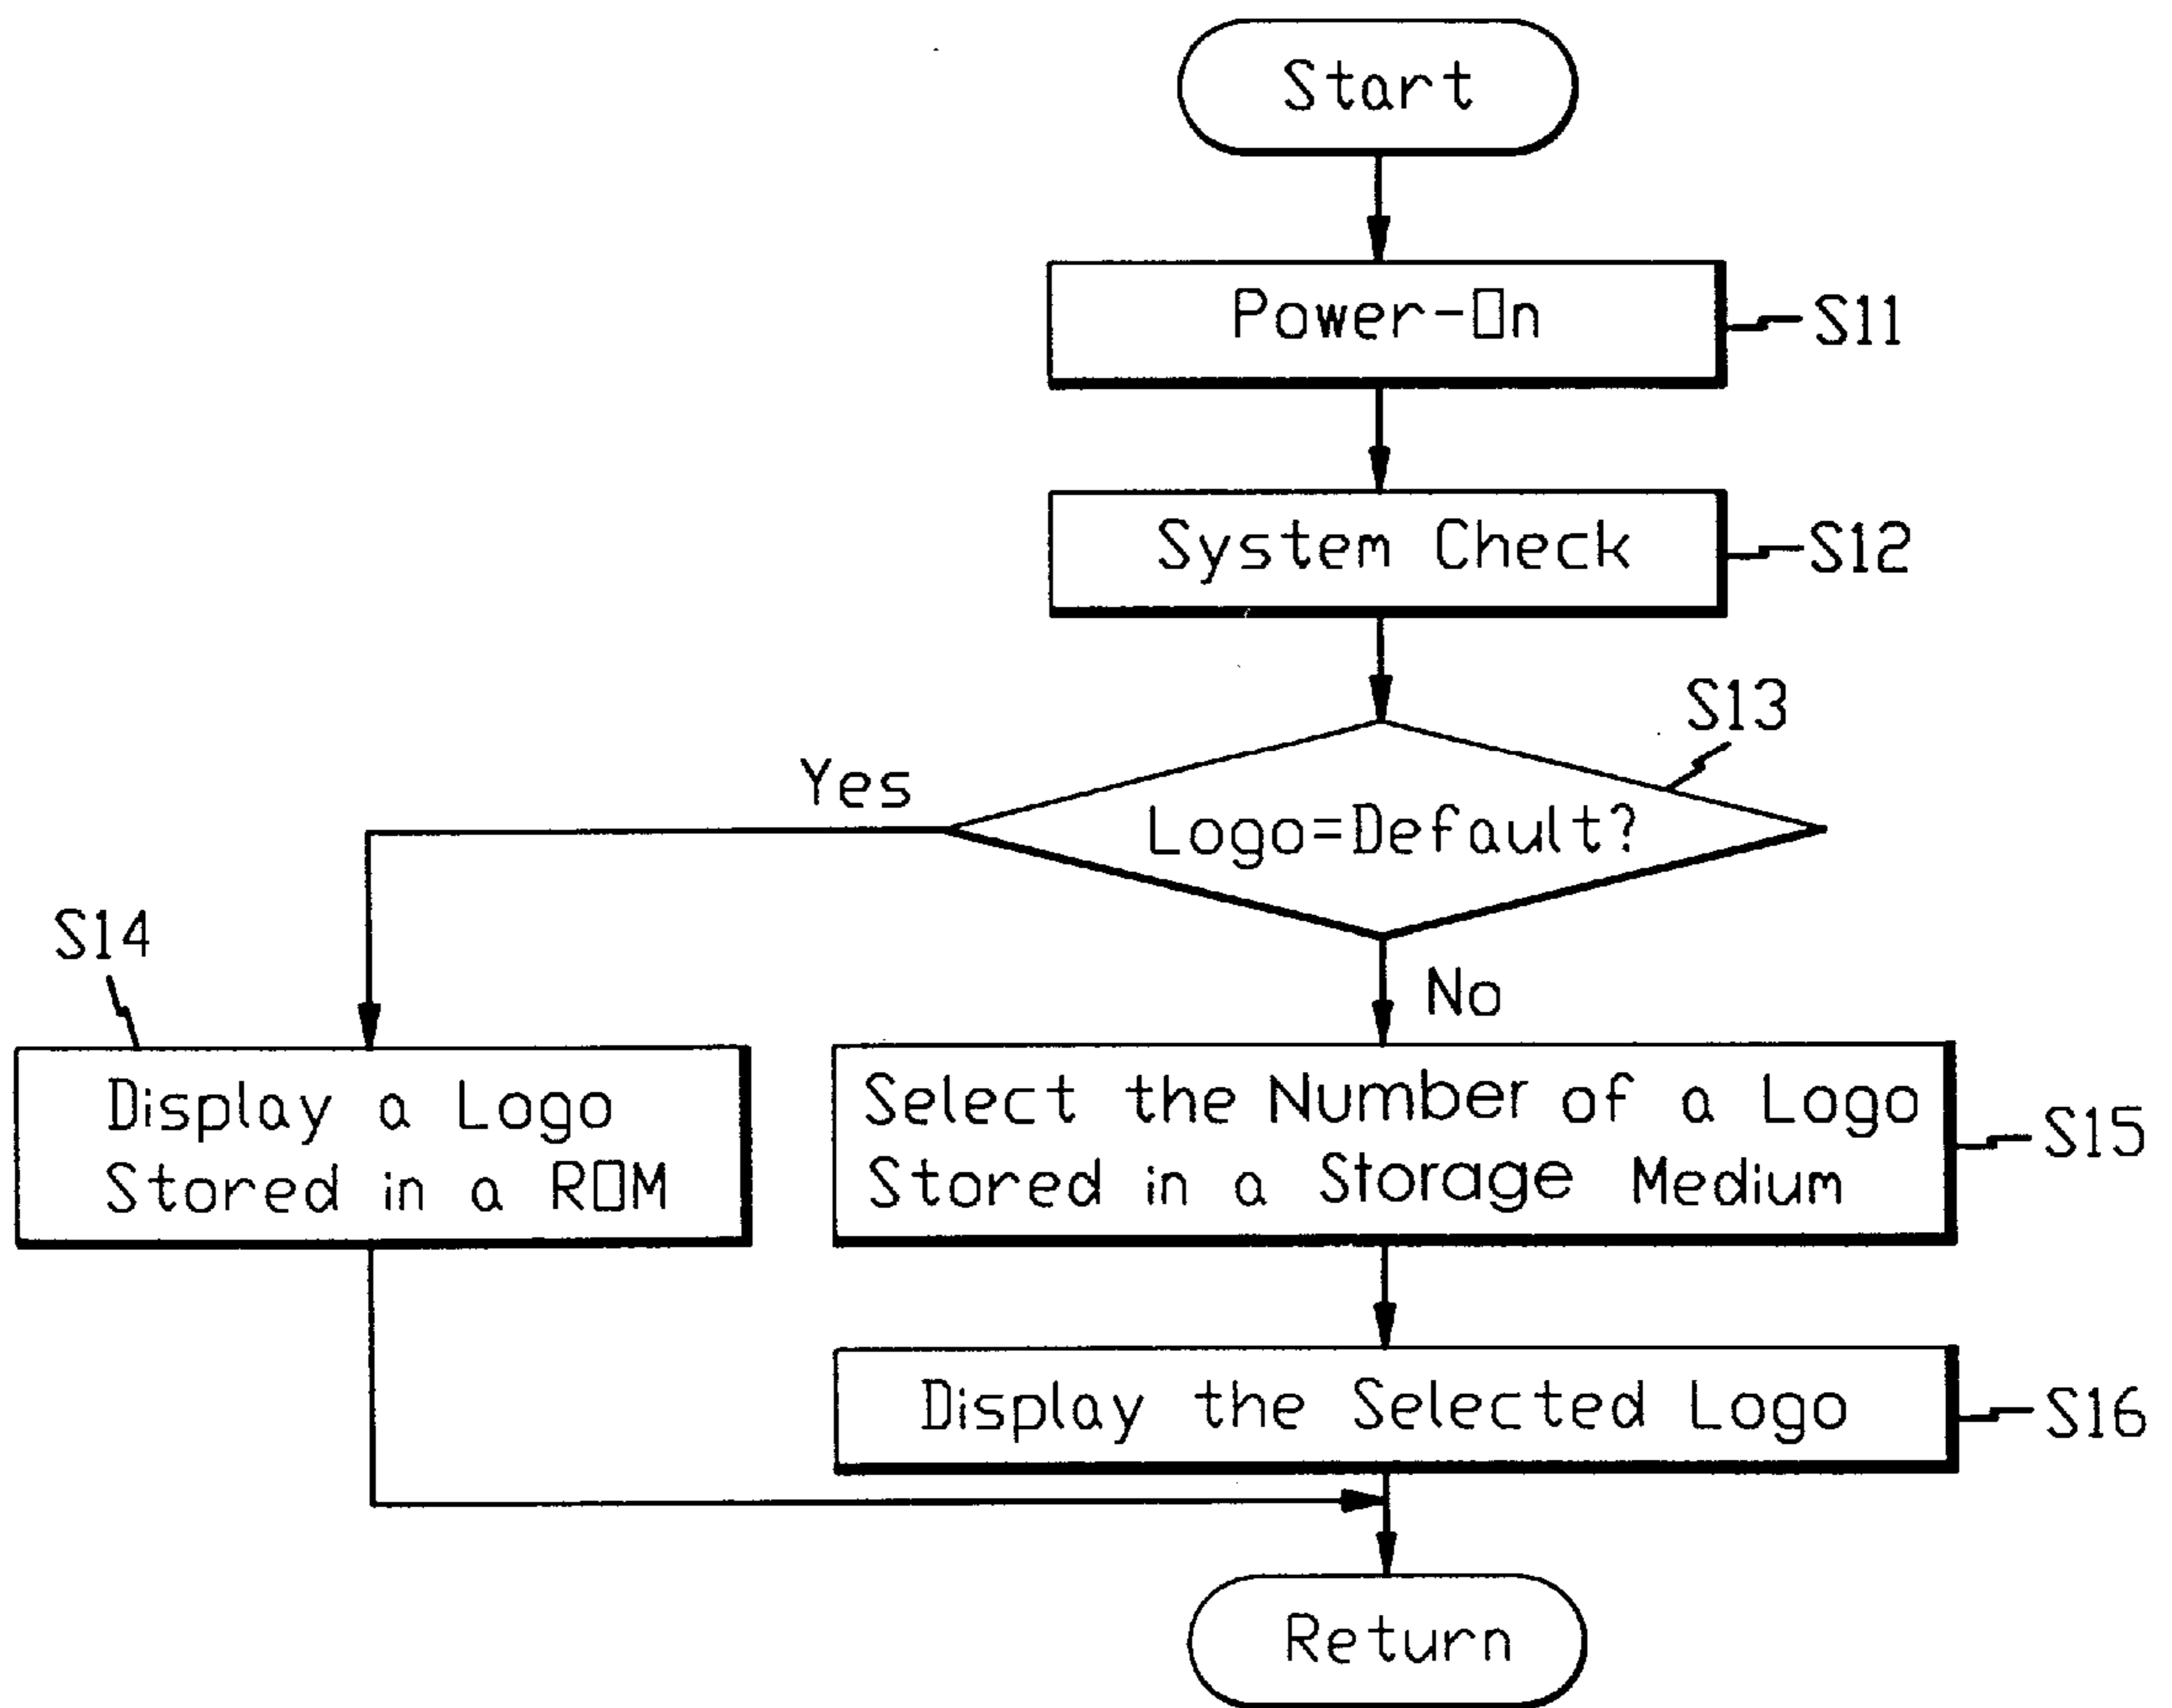 Start
Power-On
S11
System Check
S12
S13
Yes
Logo=Default?
S14
No
Display a Logo
Stored in a ROM
Select the Number of a Logo
Stored in a Storage Medium
S15
Display the Selected Logo
S16
Return